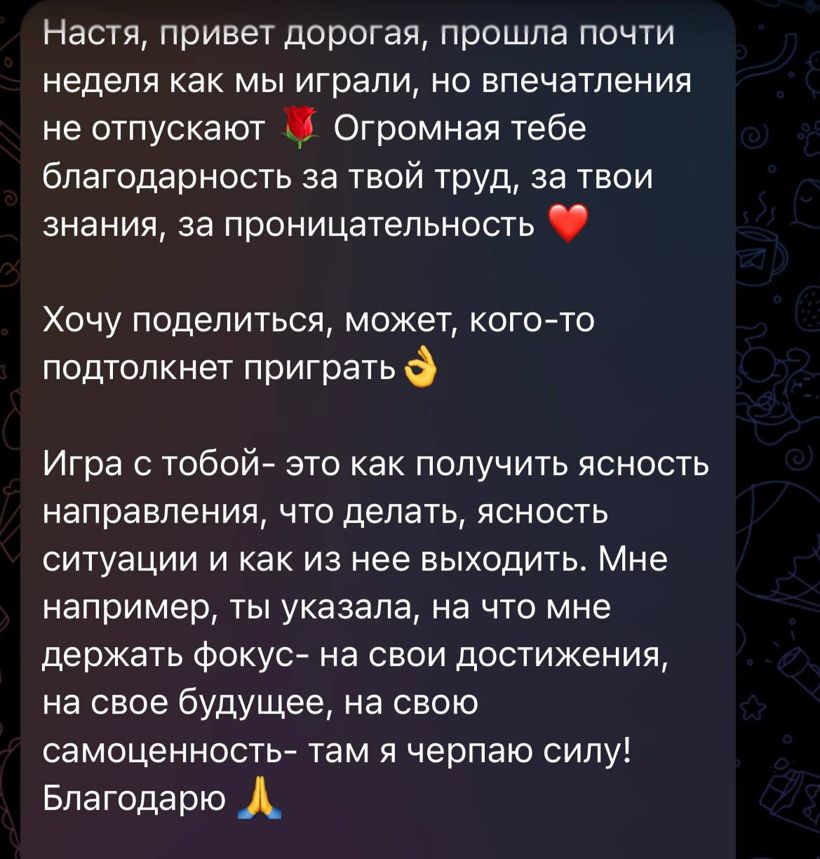 Настя, привет дорогая, прошла почти
неделя как мы играли, но впечатления
не отпускают 🌹 Огромная тебе
благодарность за твой труд, за твои
знания, за проницательность ❤️
Хочу поделиться, может, кого-то
подтолкнет приграть👌
Игра с тобой- это как получить ясность
направления, что делать, ясность
ситуации и как из нее выходить. Мне
например, ты указала, на что мне
держать фокус- на свои достижения,
на свое будущее, на свою
самоценность- там я черпаю силу!
Благодарю 🙏